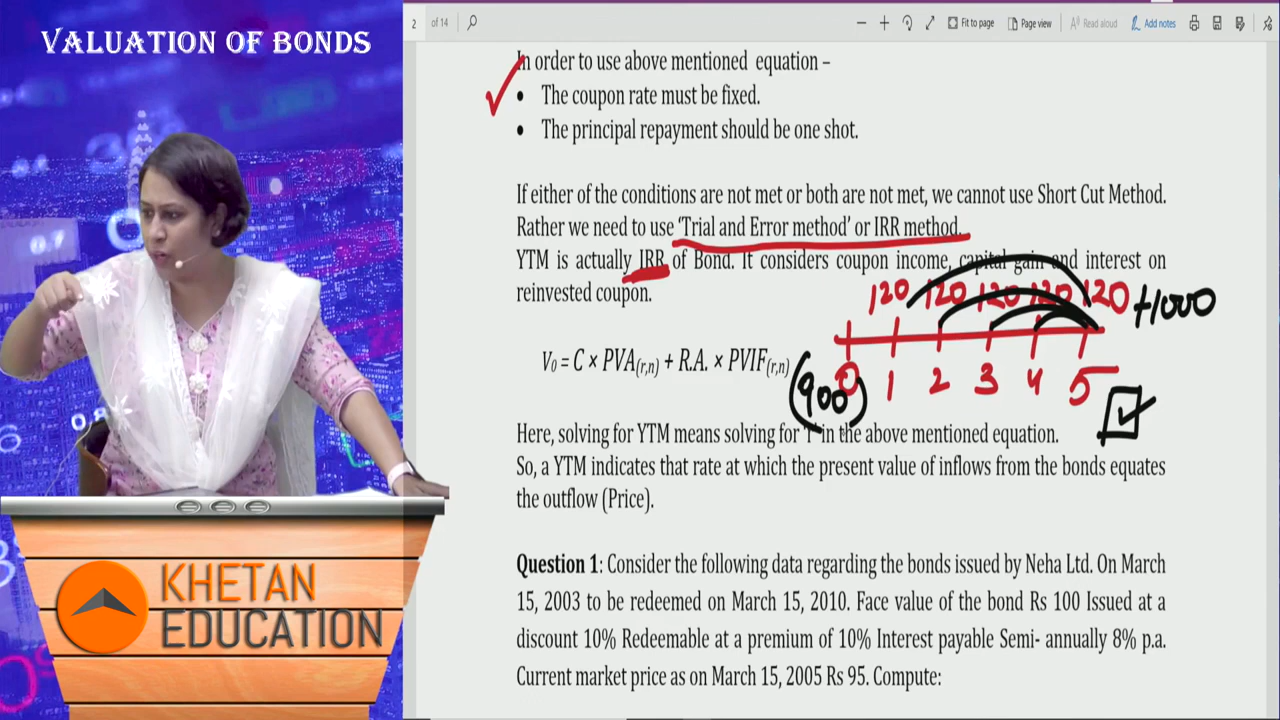 VALUATION OF BONDS
2 of 14
Fit to page
Page view
Read aloud
Add notes
In order to use above mentioned equation –
• The coupon rate must be fixed.
• The principal repayment should be one shot.
If either of the conditions are not met or both are not met, we cannot use Short Cut Method.
Rather we need to use ‘Trial and Error method’ or IRR method.
YTM is actually IRR of Bond. It considers coupon income, capital gain and interest on
reinvested coupon.
120 120 120 120 120 +1000
V₀ = C × PVA(r,n) + R.A. × PVIF(r,n)
0 1 2 3 4 5
(900)
Here, solving for YTM means solving for 'r' in the above mentioned equation.
So, a YTM indicates that rate at which the present value of inflows from the bonds equates
the outflow (Price).
Question 1: Consider the following data regarding the bonds issued by Neha Ltd. On March
15, 2003 to be redeemed on March 15, 2010. Face value of the bond Rs 100 Issued at a
discount 10% Redeemable at a premium of 10% Interest payable Semi- annually 8% p.a.
Current market price as on March 15, 2005 Rs 95. Compute:
KHETAN
EDUCATION